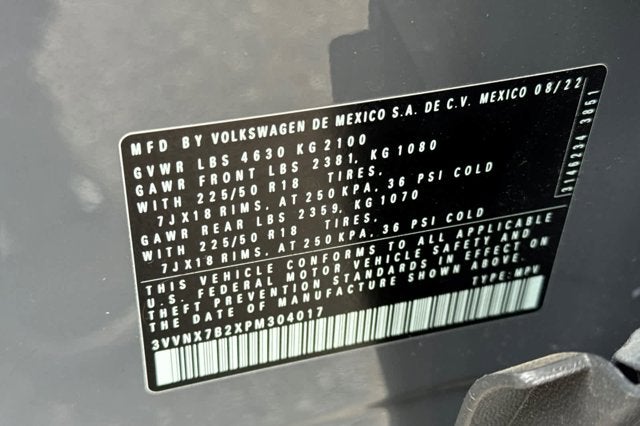 MFD BY VOLKSWAGEN DE MEXICO S.A. DE C.V. MEXICO 08/22
GVWR LBS 4630 KG 2100
GAWR FRONT LBS 2381, KG 1080
WITH 225/50 R18 TIRES,
7JX18 RIMS, AT 250 KPA, 36 PSI COLD
GAWR REAR LBS 2359, KG 1070
WITH 225/50 R18 TIRES,
7JX18 RIMS, AT 250 KPA, 36 PSI COLD
THIS VEHICLE CONFORMS TO ALL APPLICABLE
U.S. FEDERAL MOTOR VEHICLE SAFETY AND
THEFT PREVENTION STANDARDS IN EFFECT ON
THE DATE OF MANUFACTURE SHOWN ABOVE.
3VVNX7B2XPM304017 TYPE: MPV